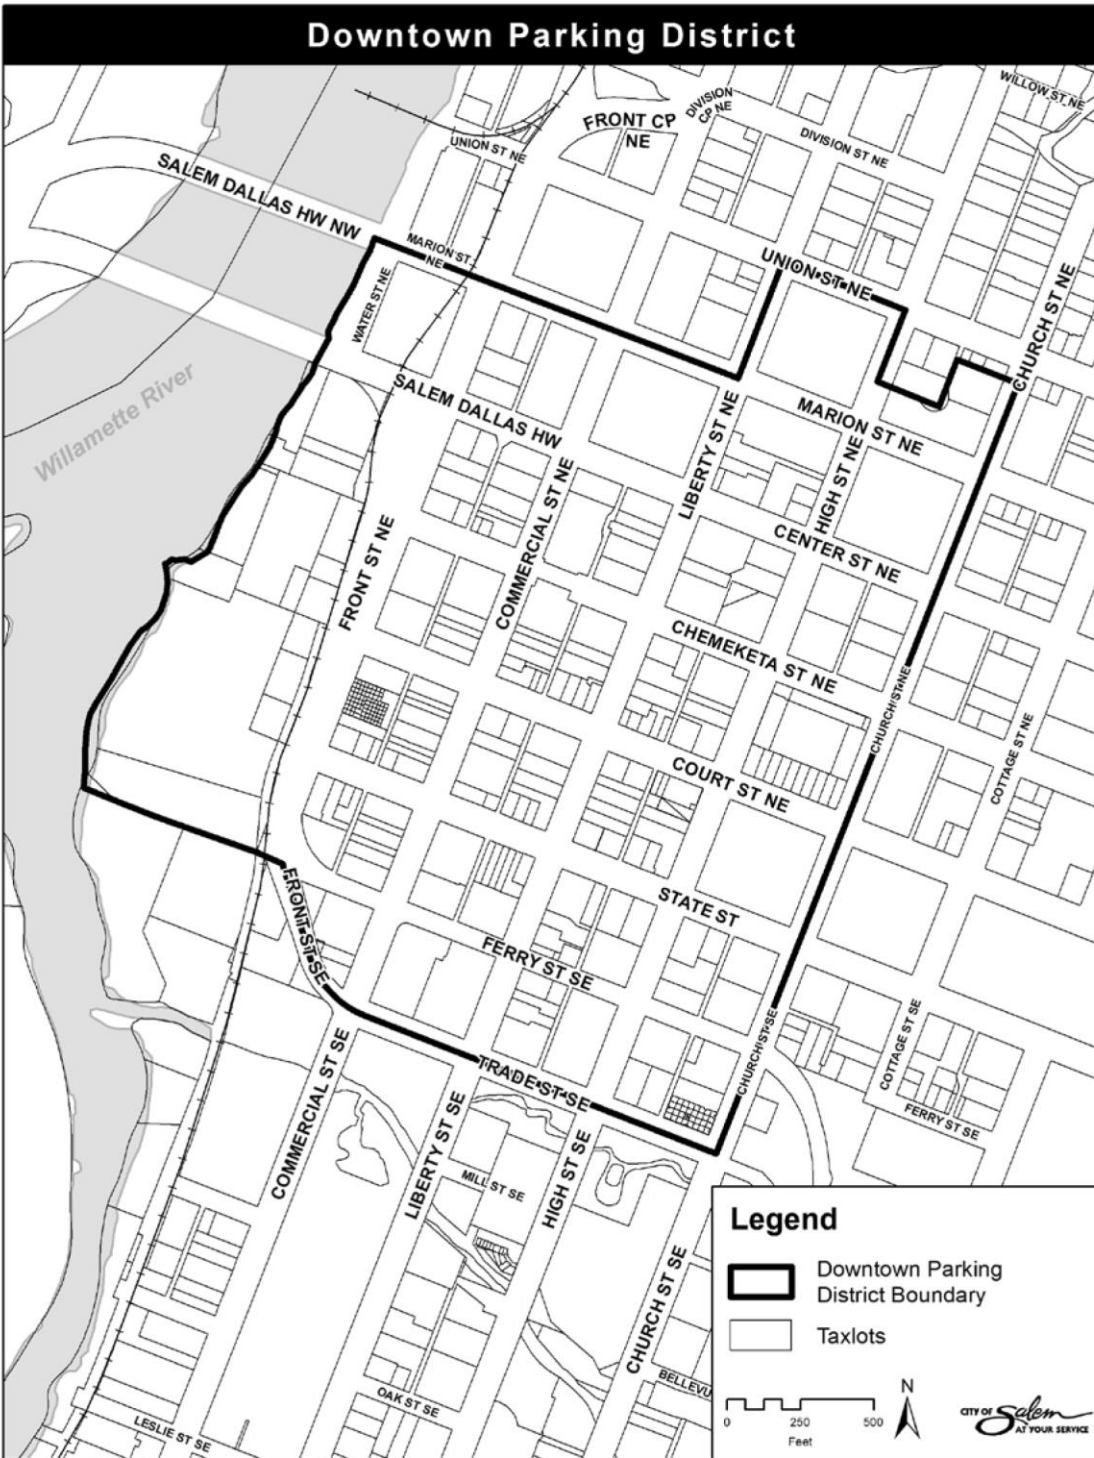 Downtown Parking District
WILLOW ST NE
DIVISION
CP NE
FRONT CP
NE
DIVISION ST NE
UNION ST NE
SALEM DALLAS HW NW
MARION ST
NE
UNION ST NE
CHURCH ST NE
WATER ST NE
Willamette River
SALEM DALLAS HW
MARION ST NE
LIBERTY ST NE
HIGH ST NE
COMMERCIAL ST NE
CENTER ST NE
FRONT ST NE
CHEMEKETA ST NE
CHURCH ST NE
COTTAGE ST NE
COURT ST NE
STATE ST
FRONT ST SE
FERRY ST SE
CHURCH ST SE
COTTAGE ST SE
TRADE ST SE
FERRY ST SE
COMMERCIAL ST SE
LIBERTY ST SE
MILL ST SE
HIGH ST SE
CHURCH ST SE
BELLEVU
OAK ST SE
LESLIE ST SE
Legend
Downtown Parking
District Boundary
Taxlots
N
0 250 500
Feet
CITY OF Salem
AT YOUR SERVICE